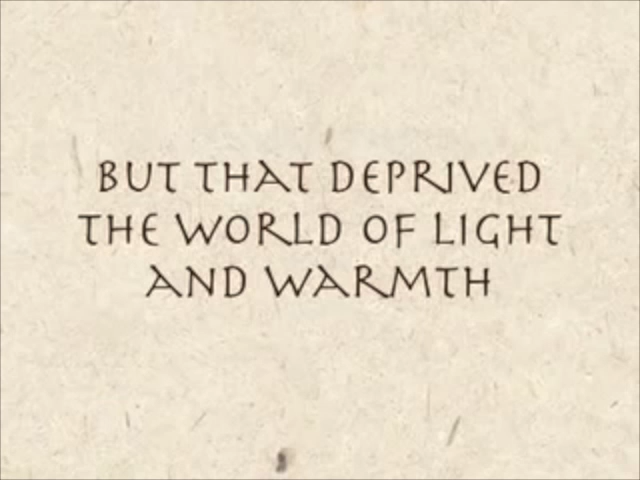 BUT THAT DEPRIVED
THE WORLD OF LIGHT
AND WARMTH